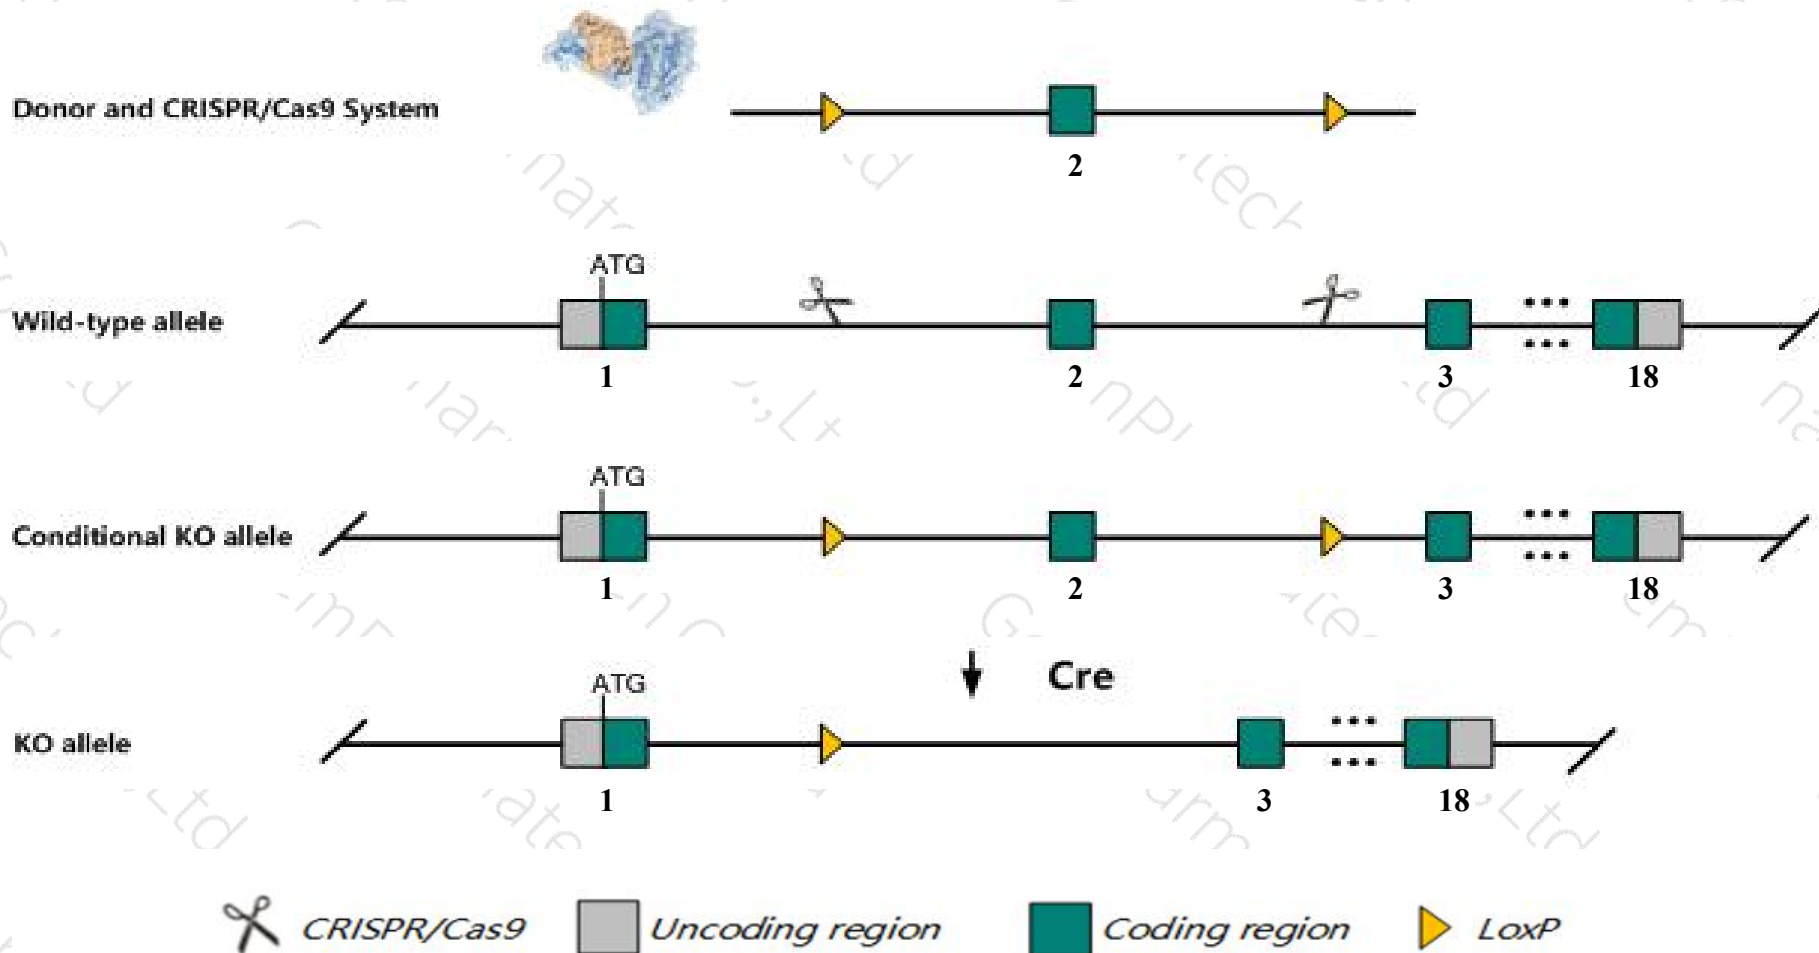 Donor and CRISPR/Cas9 System
2
ATG
Wild-type allele
1 2 3 18
ATG
Conditional KO allele
1 2 3 18
Cre
ATG
KO allele
1 3 18
CRISPR/Cas9 Uncoding region Coding region LoxP